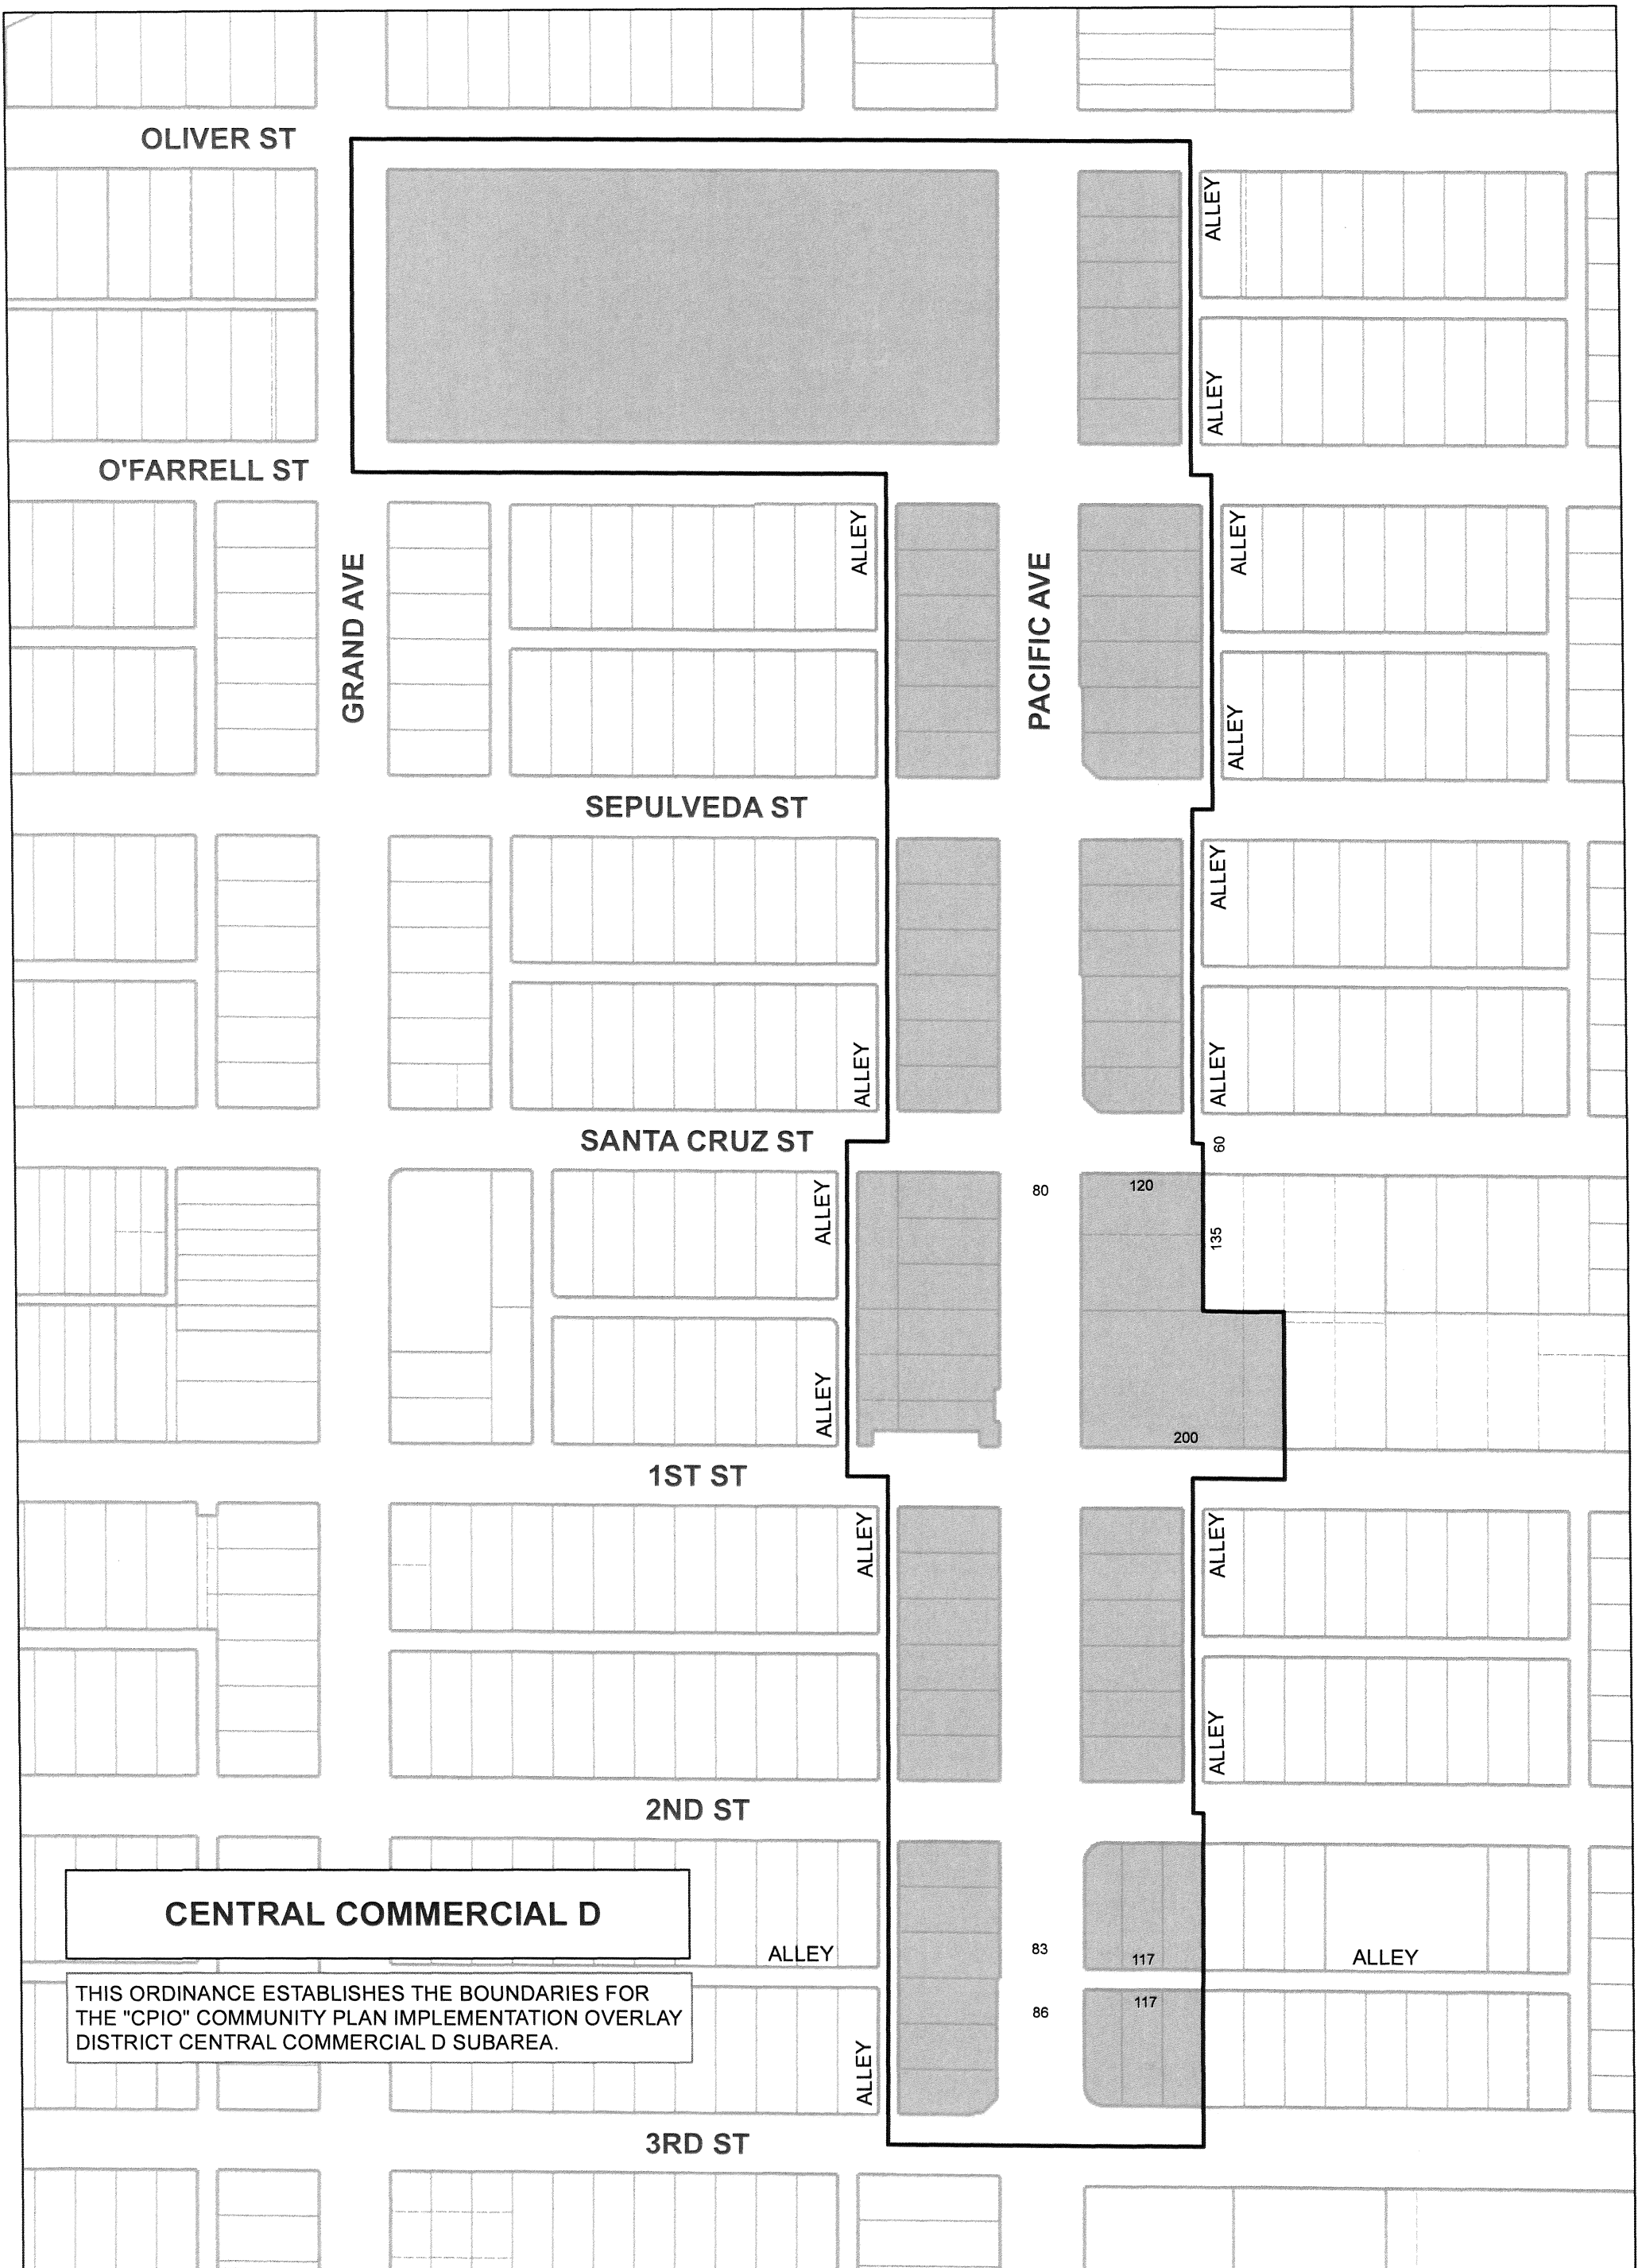 OLIVER ST
ALLEY
ALLEY
O'FARRELL ST
ALLEY
ALLEY
GRAND AVE
PACIFIC AVE
ALLEY
SEPULVEDA ST
ALLEY
ALLEY
ALLEY
SANTA CRUZ ST
60
80
120
ALLEY
135
ALLEY
200
1ST ST
ALLEY
ALLEY
ALLEY
2ND ST
CENTRAL COMMERCIAL D
83
ALLEY
117
ALLEY
THIS ORDINANCE ESTABLISHES THE BOUNDARIES FOR
THE "CPIO" COMMUNITY PLAN IMPLEMENTATION OVERLAY
DISTRICT CENTRAL COMMERCIAL D SUBAREA.
86
117
ALLEY
3RD ST